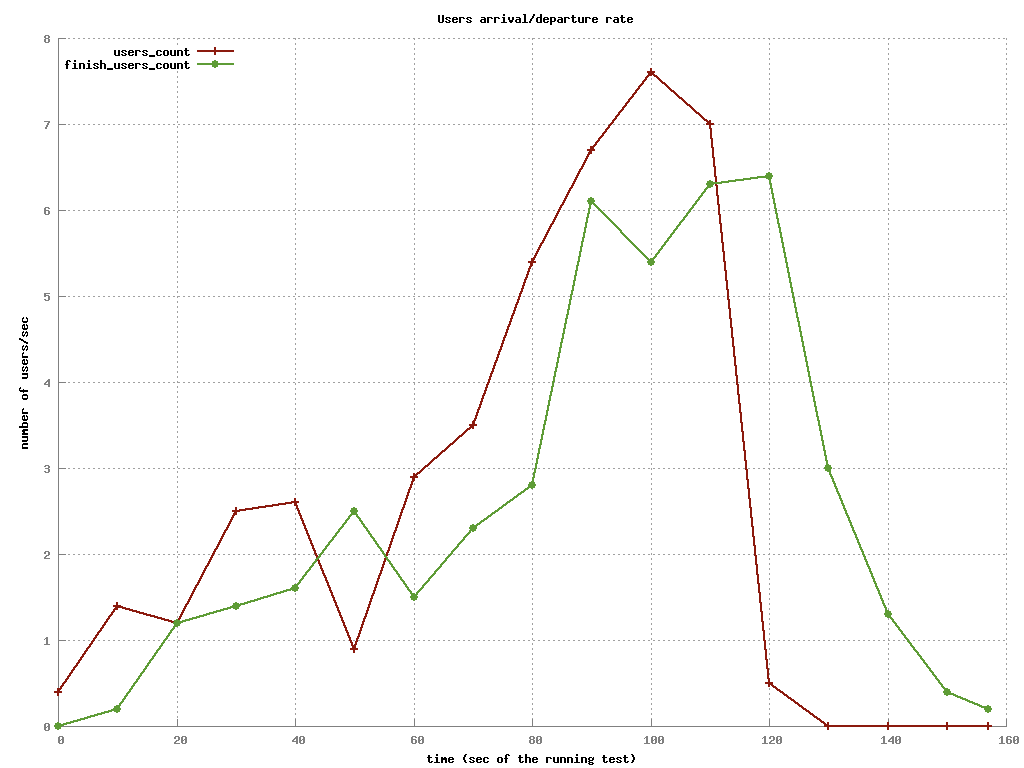 Users arrival/departure rate
users_count
finish_users_count
8
7
6
5
4
3
2
1
0
number of users/sec
0 20 40 60 80 100 120 140 160
time (sec of the running test)